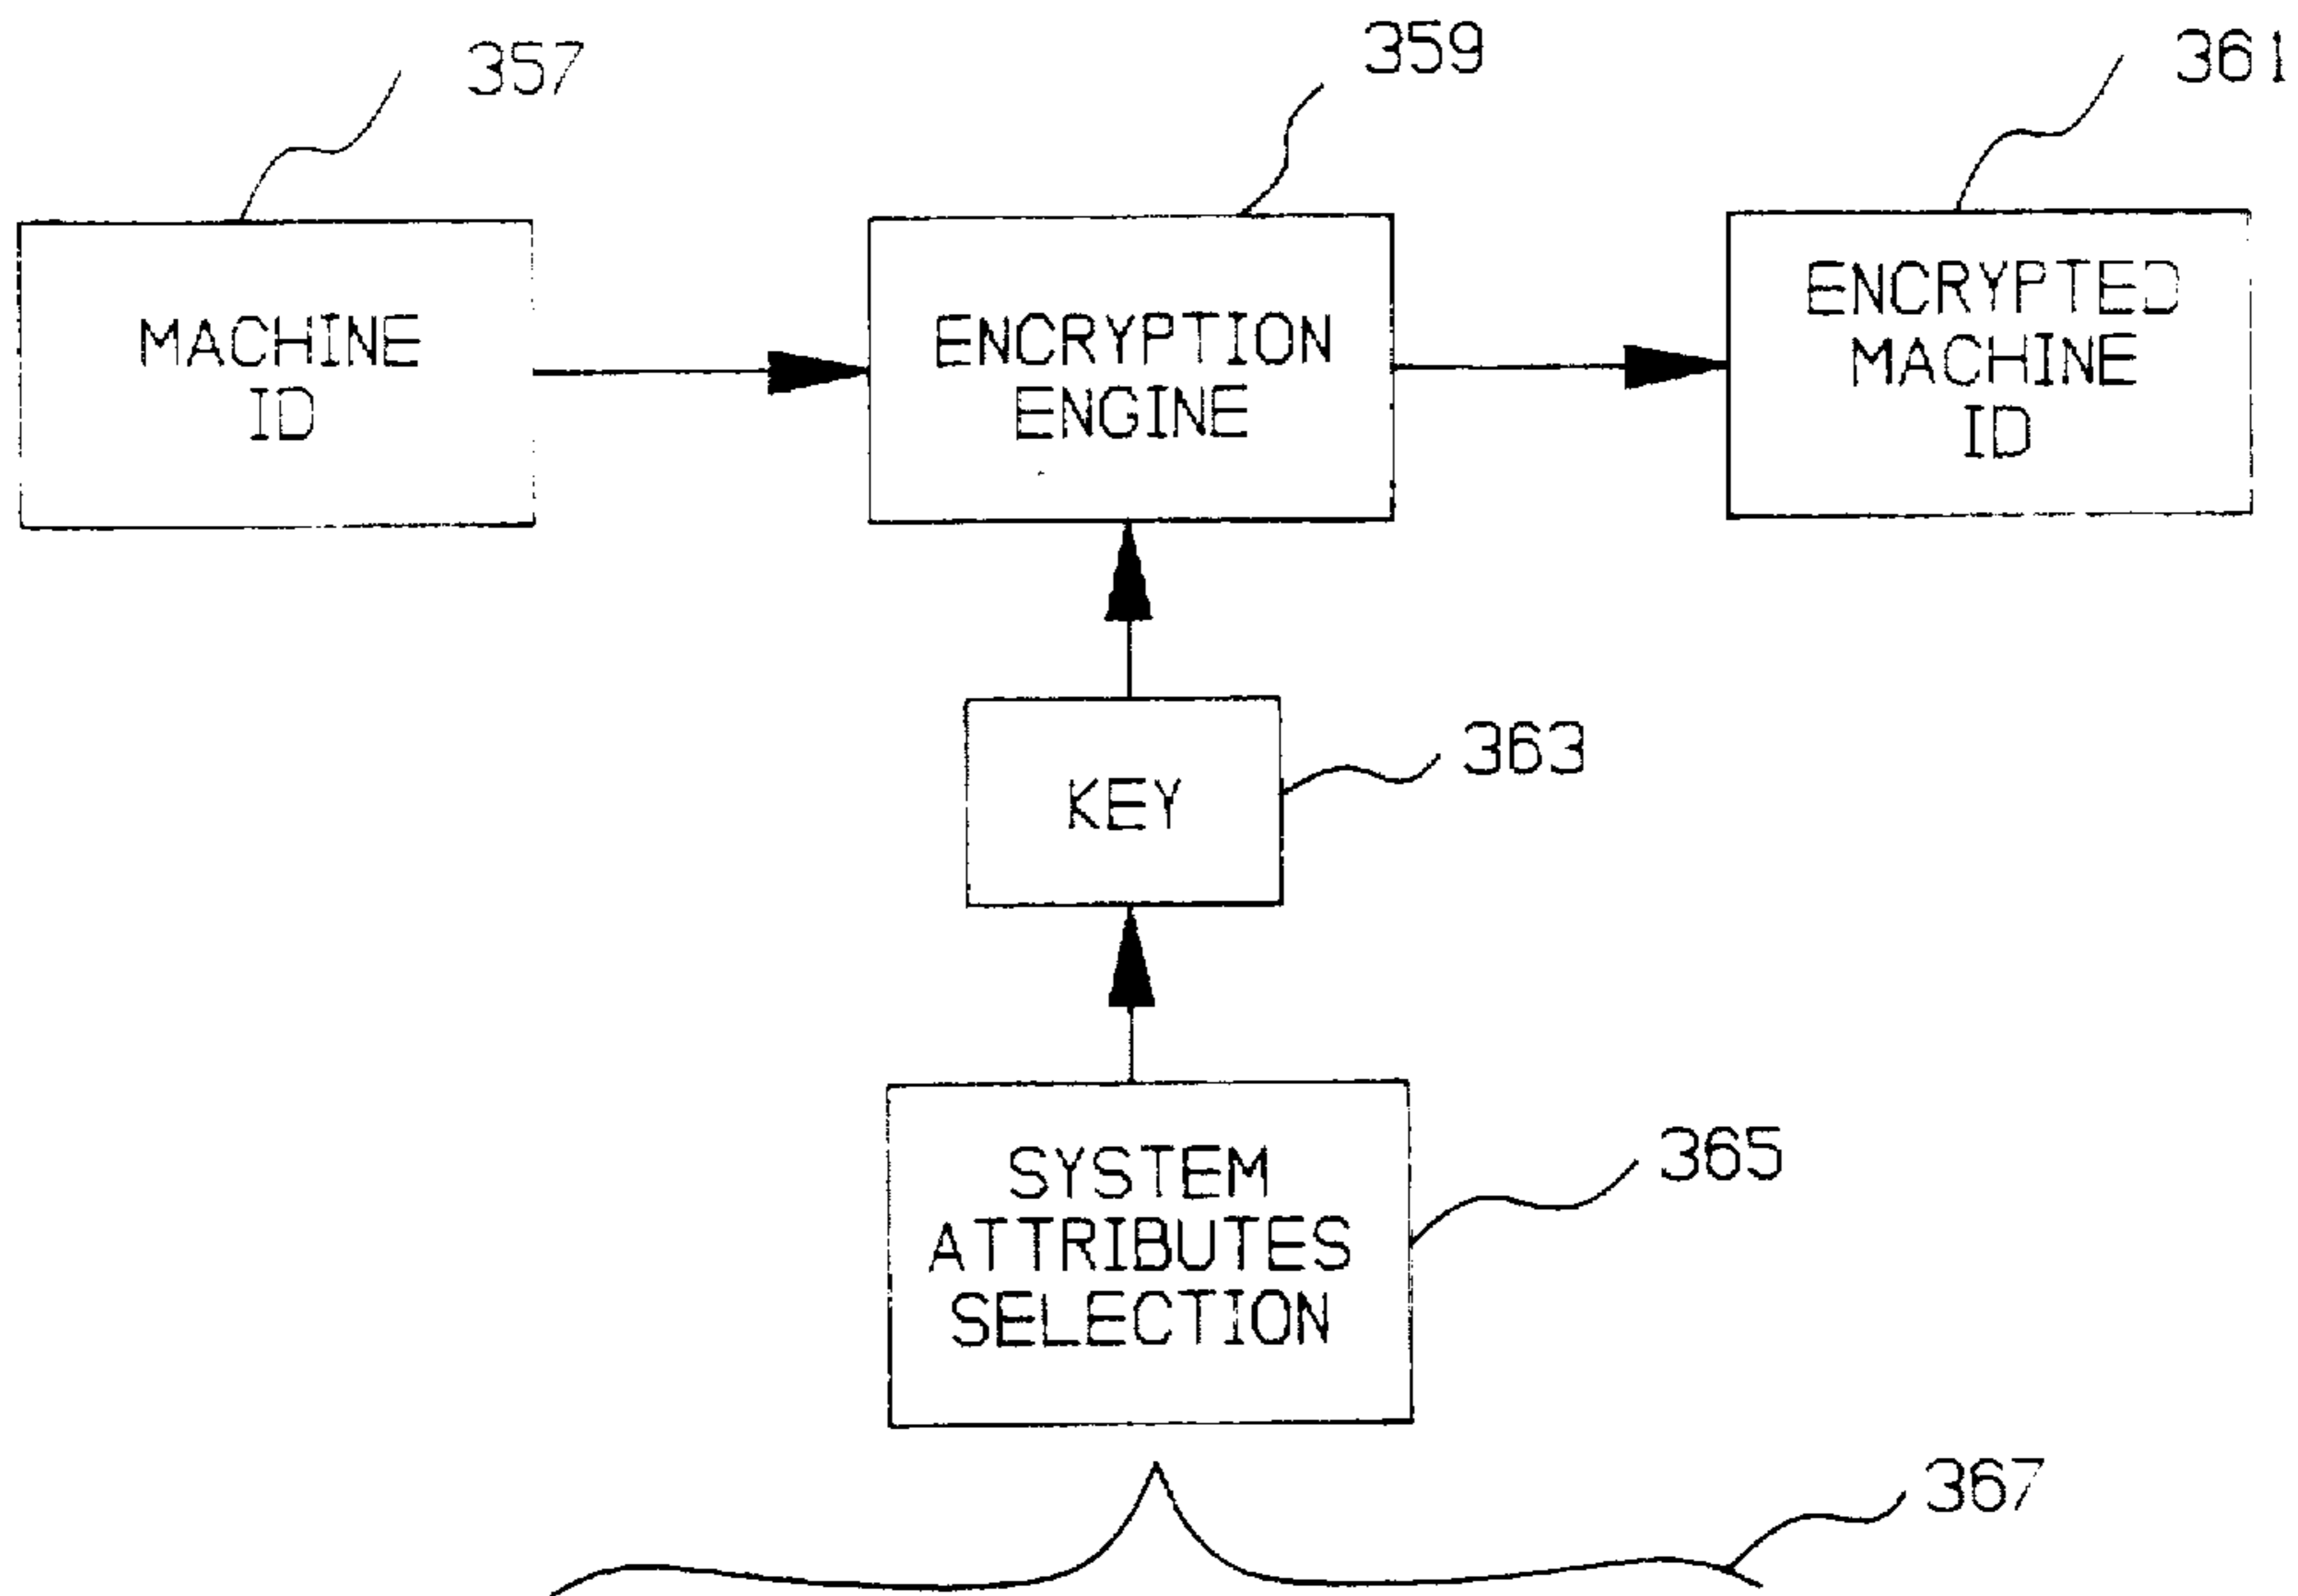 357
359
361
MACHINE
ID
ENCRYPTION
ENGINE
ENCRYPTED
MACHINE
ID
363
KEY
365
SYSTEM
ATTRIBUTES
SELECTION
367